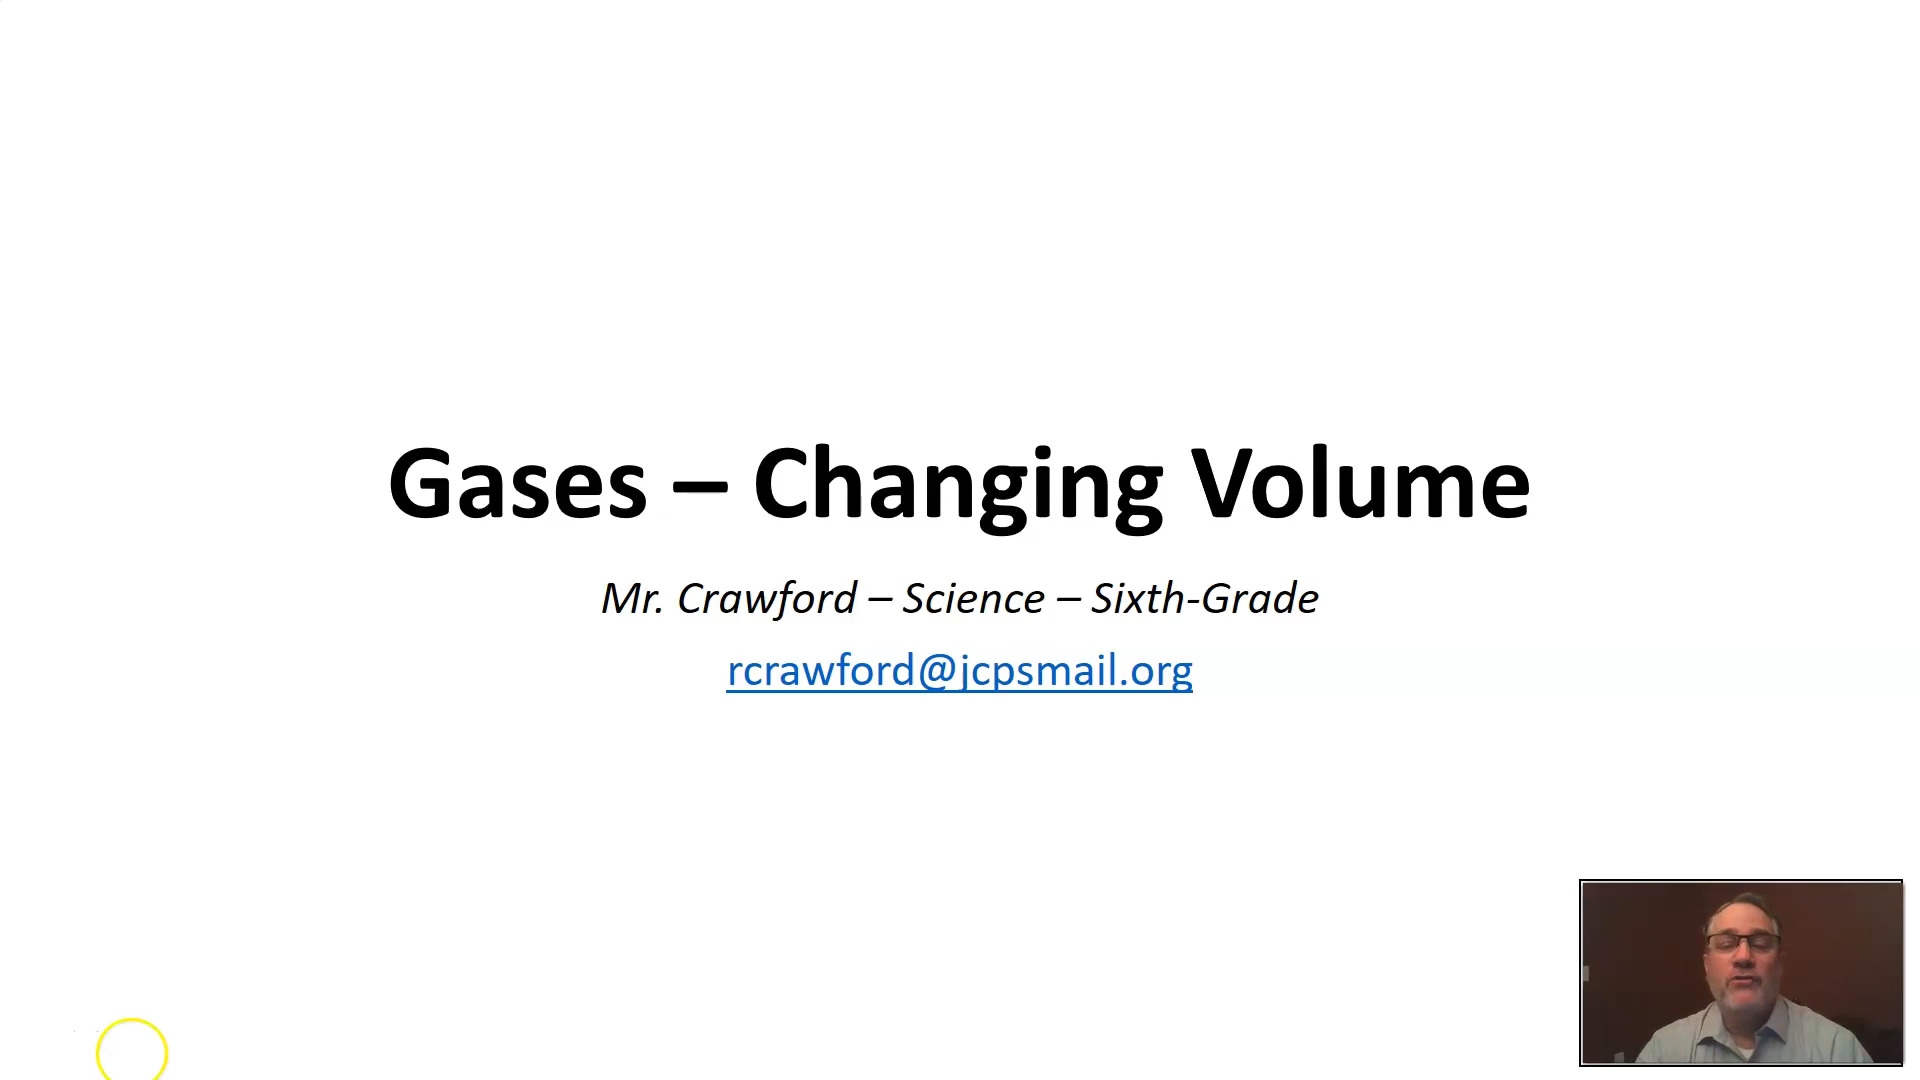 Gases – Changing Volume
Mr. Crawford – Science – Sixth-Grade
rcrawford@jcpsmail.org